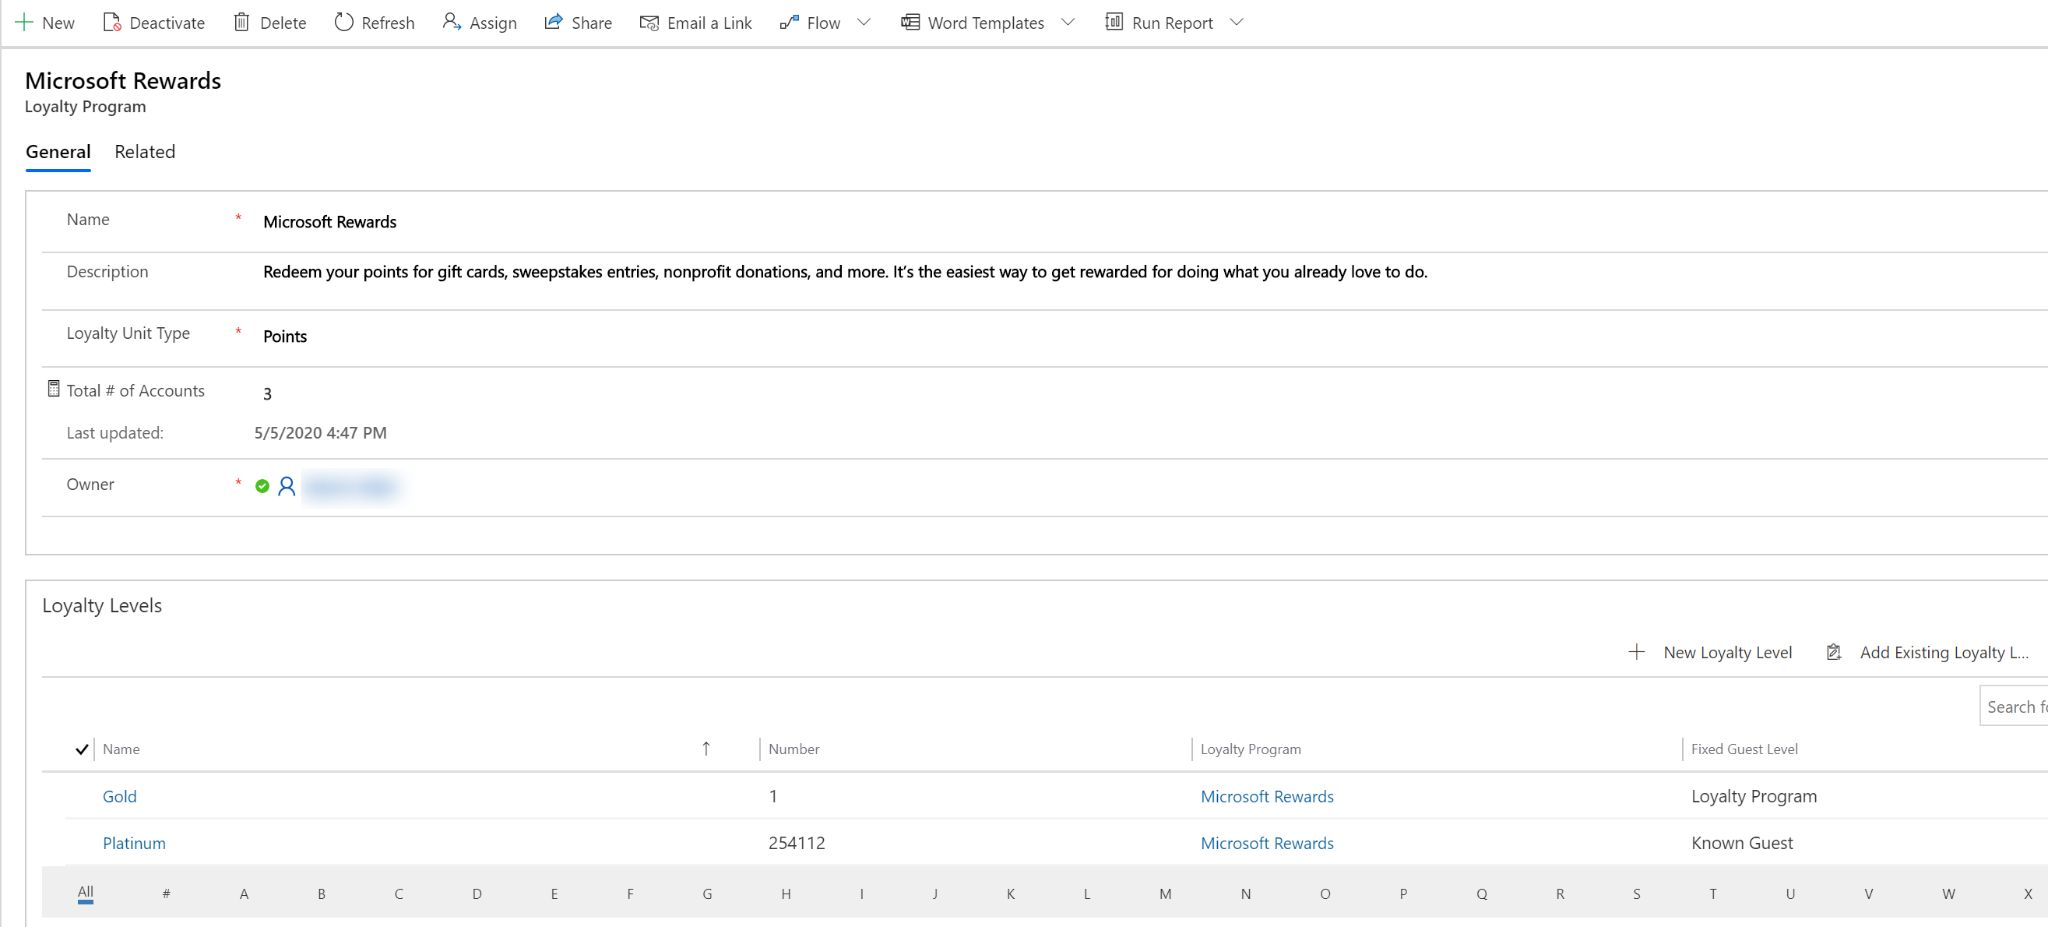 New Deactivate Delete Refresh Assign Share Email a Link Flow Word Templates Run Report
Microsoft Rewards
Loyalty Program
General Related
Name * Microsoft Rewards
Description Redeem your points for gift cards, sweepstakes entries, nonprofit donations, and more. It's the easiest way to get rewarded for doing what you already love to do.
Loyalty Unit Type * Points
Total # of Accounts 3
Last updated: 5/5/2020 4:47 PM
Owner *
Loyalty Levels
New Loyalty Level Add Existing Loyalty L...
Search
Name Number Loyalty Program Fixed Guest Level
Gold 1 Microsoft Rewards Loyalty Program
Platinum 254112 Microsoft Rewards Known Guest
All # A B C D E F G H I J K L M N O P Q R S T U V W X